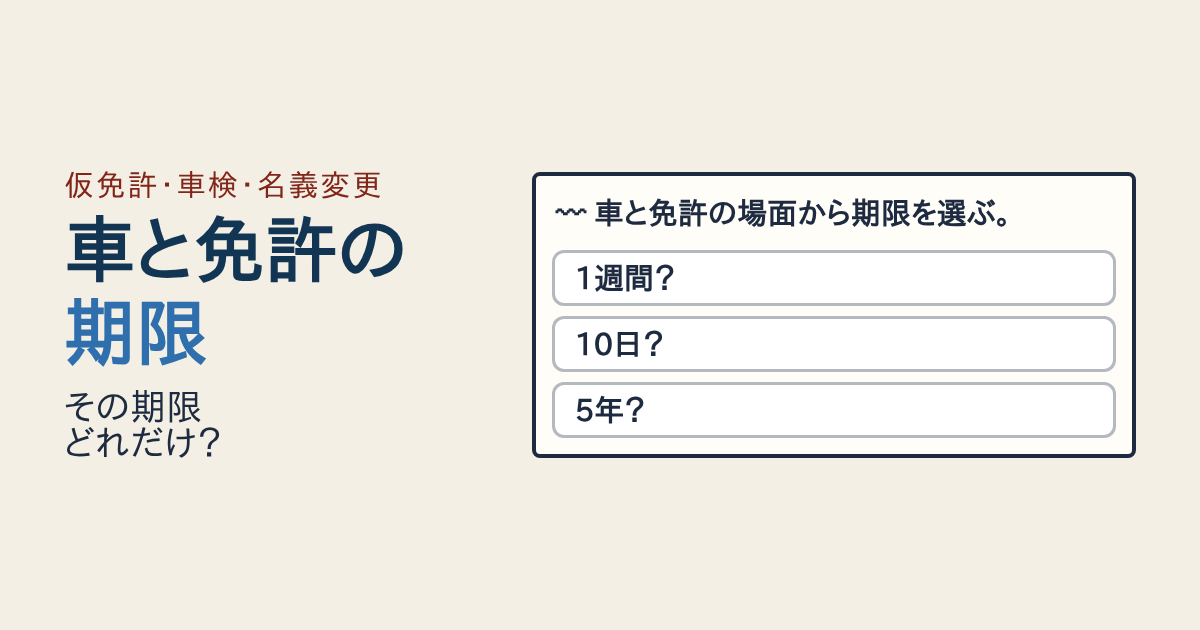 仮免許·車検·名義変更
車と免許の
期限
その期限
どれだけ?
〰 車と免許の場面から期限を選ぶ。
1週間?
10日?
5年?